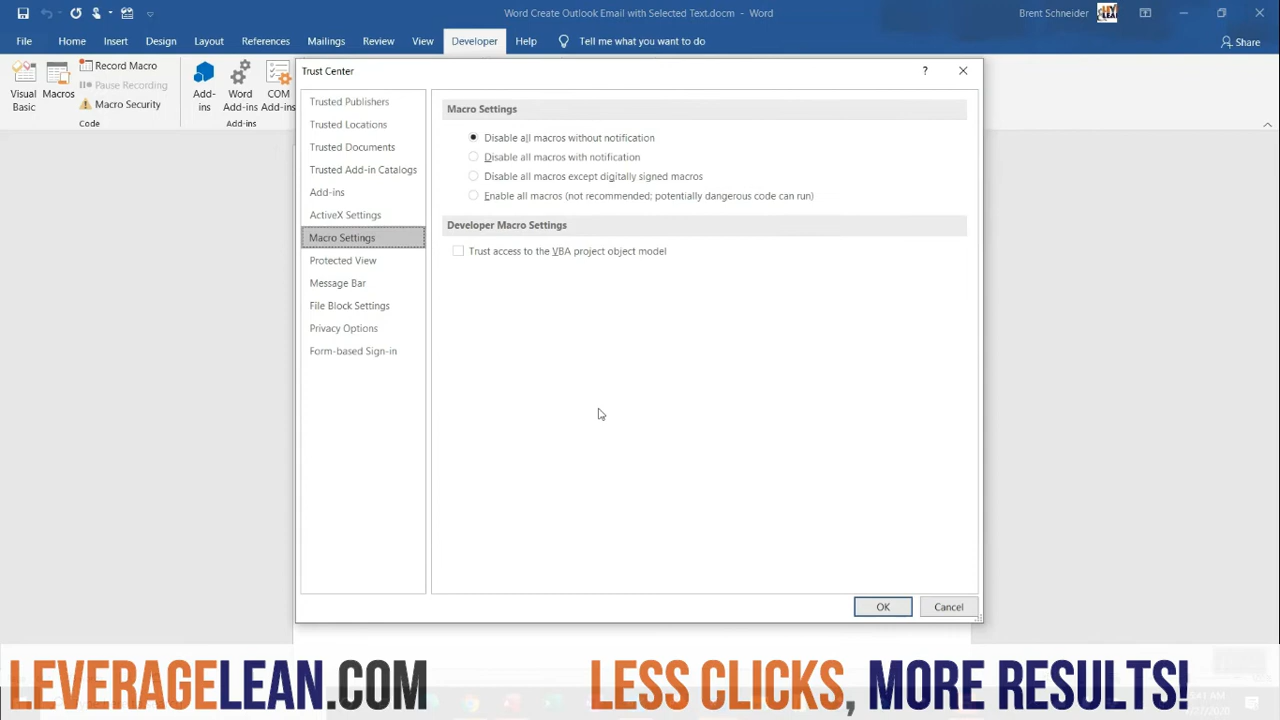 Word Create Outlook Email with Selected Text.docm - Word
Brent Schneider
File Home Insert Design Layout References Mailings Review View Developer Help Tell me what you want to do Share
Visual Basic
Macros
Record Macro
Pause Recording
Macro Security
Code
Add-ins
Word Add-ins
COM Add-ins
Add-ins
Trust Center
?
Trusted Publishers
Trusted Locations
Trusted Documents
Trusted Add-in Catalogs
Add-ins
ActiveX Settings
Macro Settings
Protected View
Message Bar
File Block Settings
Privacy Options
Form-based Sign-in
Macro Settings
Disable all macros without notification
Disable all macros with notification
Disable all macros except digitally signed macros
Enable all macros (not recommended; potentially dangerous code can run)
Developer Macro Settings
Trust access to the VBA project object model
OK Cancel
LEVERAGELEAN.COM LESS CLICKS, MORE RESULTS!